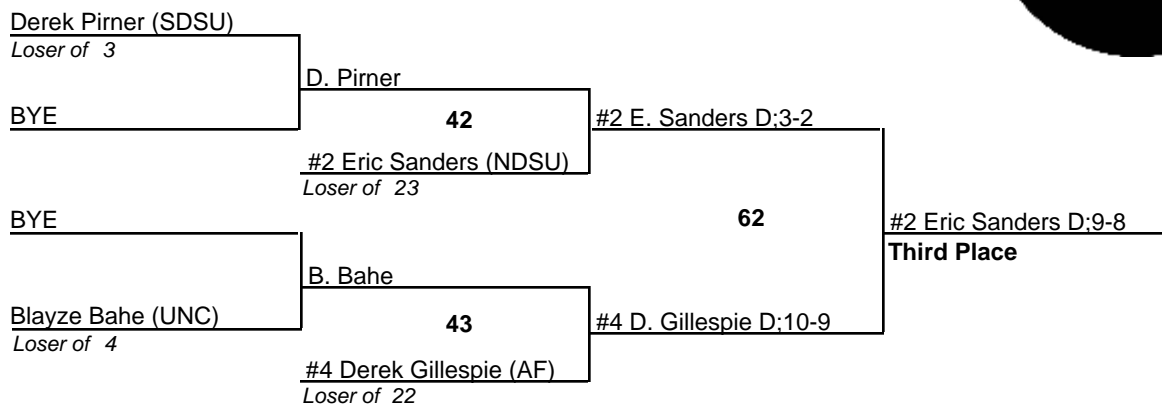 Derek Pirner (SDSU)
Loser of 3
D. Pirner
BYE
42
#2 E. Sanders D;3-2
#2 Eric Sanders (NDSU)
Loser of 23
BYE
62
#2 Eric Sanders D;9-8
Third Place
B. Bahe
Blayze Bahe (UNC)
Loser of 4
43
#4 D. Gillespie D;10-9
#4 Derek Gillespie (AF)
Loser of 22